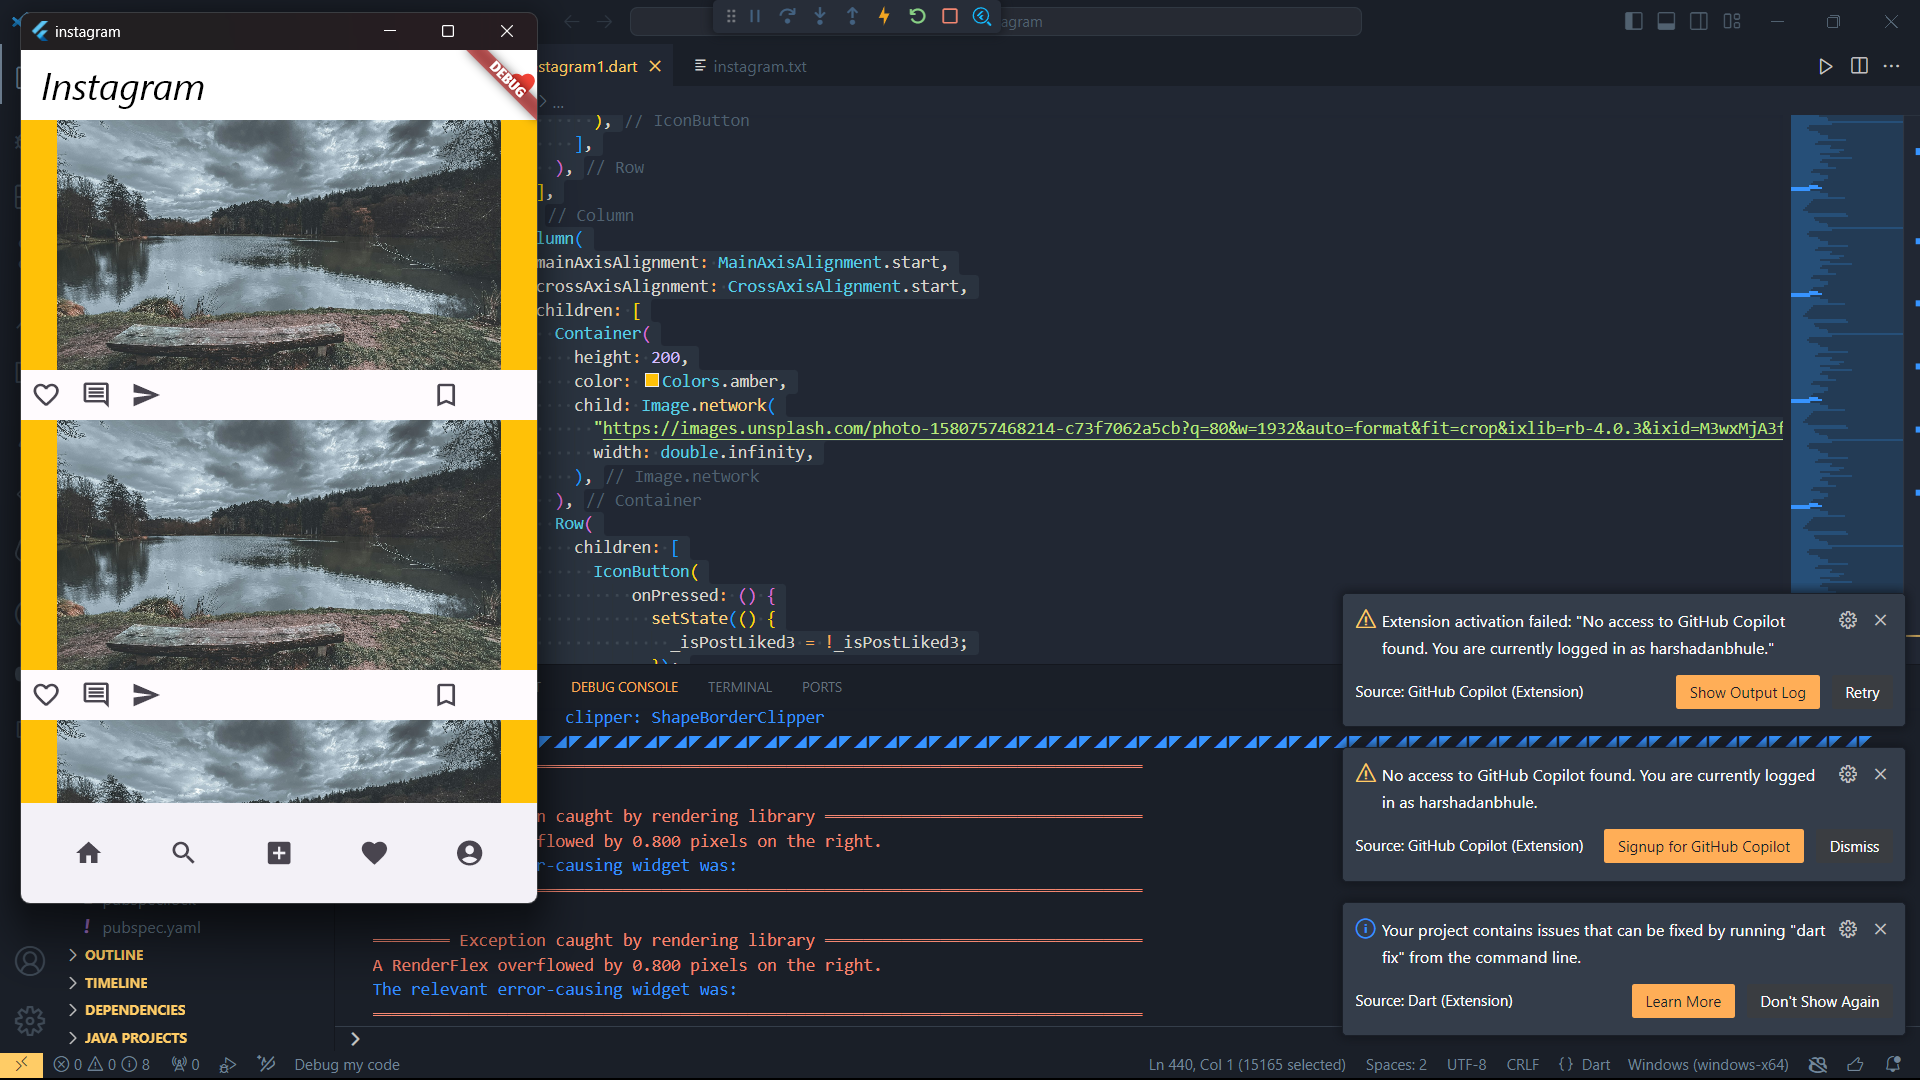 instagram
agram
Instagram
DEBUG
stagram1.dart
instagram.txt
...
), // IconButton
],
), // Row
],
// Column
lumn(
mainAxisAlignment: MainAxisAlignment.start,
crossAxisAlignment: CrossAxisAlignment.start,
children: [
Container(
height: 200,
color: Colors.amber,
child: Image.network(
"https://images.unsplash.com/photo-1580757468214-c73f7062a5cb?q=80&w=1932&auto=format&fit=crop&ixlib=rb-4.0.3&ixid=M3wxMjA3f
width: double.infinity,
), // Image.network
), // Container
Row(
children: [
IconButton(
onPressed: () {
setState(() {
_isPostLiked3 = !_isPostLiked3;
});
T
DEBUG CONSOLE
TERMINAL
PORTS
clipper: ShapeBorderClipper
n caught by rendering library
flowed by 0.800 pixels on the right.
r-causing widget was:
Exception caught by rendering library
A RenderFlex overflowed by 0.800 pixels on the right.
The relevant error-causing widget was:
Extension activation failed: "No access to GitHub Copilot
found. You are currently logged in as harshadanbhule."
Source: GitHub Copilot (Extension)
Show Output Log
Retry
No access to GitHub Copilot found. You are currently logged
in as harshadanbhule.
Source: GitHub Copilot (Extension)
Signup for GitHub Copilot
Dismiss
Your project contains issues that can be fixed by running "dart
fix" from the command line.
Source: Dart (Extension)
Learn More
Don't Show Again
! pubspec.yaml
OUTLINE
TIMELINE
DEPENDENCIES
JAVA PROJECTS
0 0 8
0
Debug my code
Ln 440, Col 1 (15165 selected)
Spaces: 2
UTF-8
CRLF
{} Dart
Windows (windows-x64)